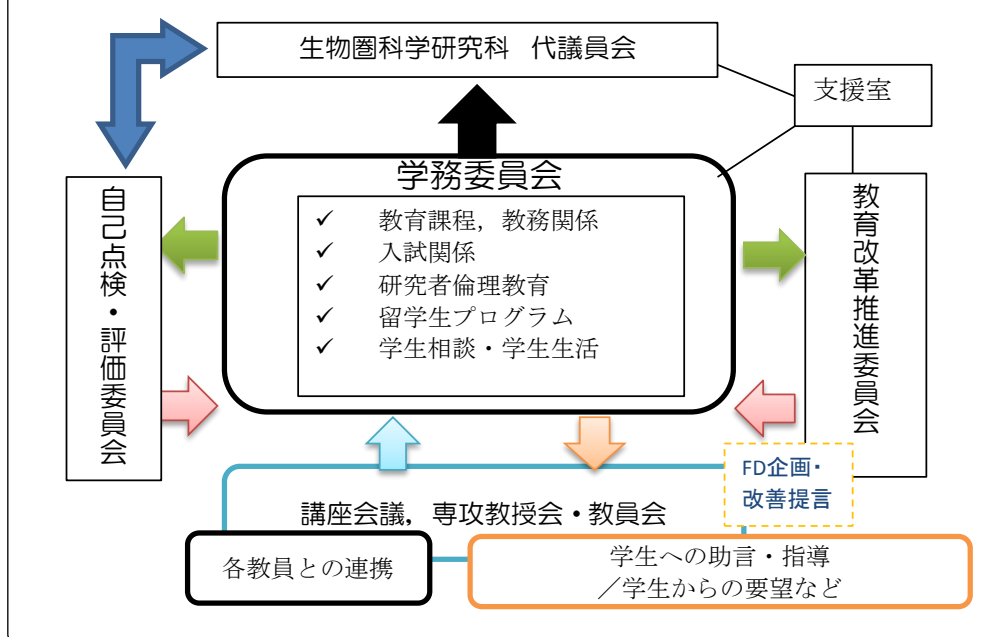 生物圏科学研究科 代議員会
支援室
学務委員会
✓ 教育課程，教務関係
✓ 入試関係
✓ 研究者倫理教育
✓ 留学生プログラム
✓ 学生相談・学生生活
自己点検・評価委員会
教育改革推進委員会
FD企画・
改善提言
講座会議，専攻教授会・教員会
各教員との連携
学生への助言・指導
／学生からの要望など